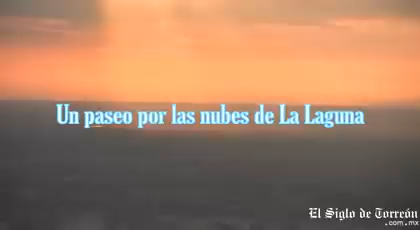 Un paseo por las nubes de La Laguna
El Siglo de Torreón
.com.mx